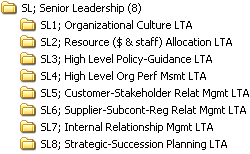 SL; Senior Leadership (8)
SL1; Organizational Culture LTA
SL2; Resource ($ & staff) Allocation LTA
SL3; High Level Policy-Guidance LTA
SL4; High Level Org Perf Msmt LTA
SL5; Customer-Stakeholder Relat Mgmt LTA
SL6; Supplier-Subcont-Reg Relat Mgmt LTA
SL7; Internal Relationship Mgmt LTA
SL8; Strategic-Succession Planning LTA